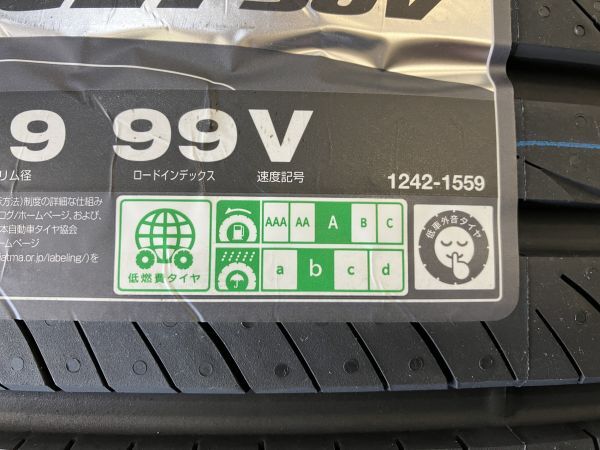 9 99 V
リム径 ロードインデックス 速度記号 1242-1559
方法)制度の詳細な仕組み
ログ/ホームページ、および、
本自動車タイヤ協会
ームページ
jatma.or.jp/labeling/)を
AAA AA A B C
a b c d
低燃費タイヤ
低車外音タイヤ